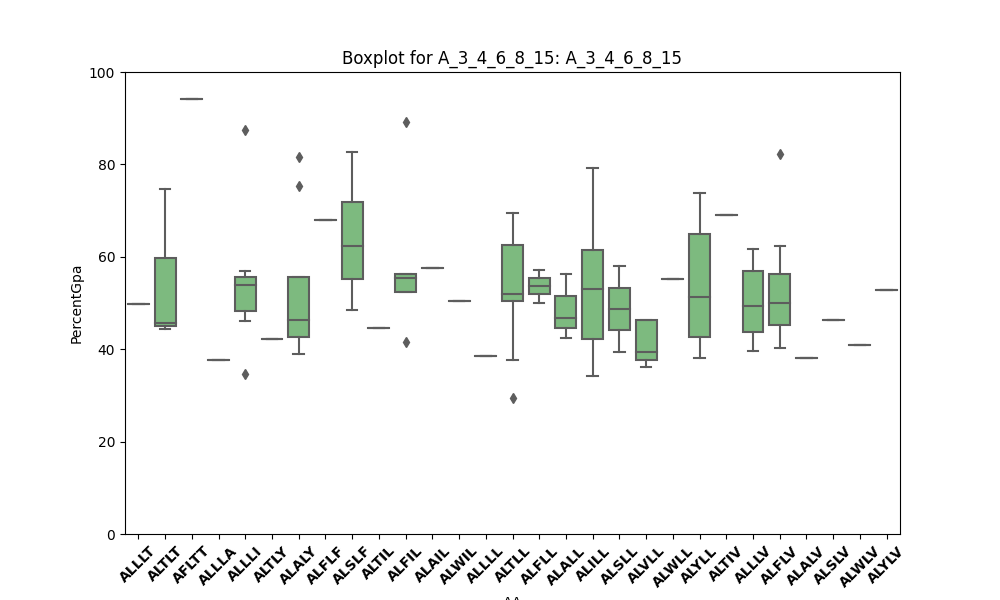 Boxplot for A_3_4_6_8_15: A_3_4_6_8_15
PercentGpa
100
80
60
40
20
0
ALLLT
ALTLT
AFLTT
ALLLA
ALLLI
ALTLY
ALALY
ALFLF
ALSLF
ALTIL
ALFIL
ALAIL
ALWIL
ALLLL
ALTLL
ALFLL
ALALL
ALILL
ALSLL
ALVLL
ALWLL
ALYLL
ALTIV
ALLLV
ALFLV
ALALV
ALSLV
ALWLV
ALYLV